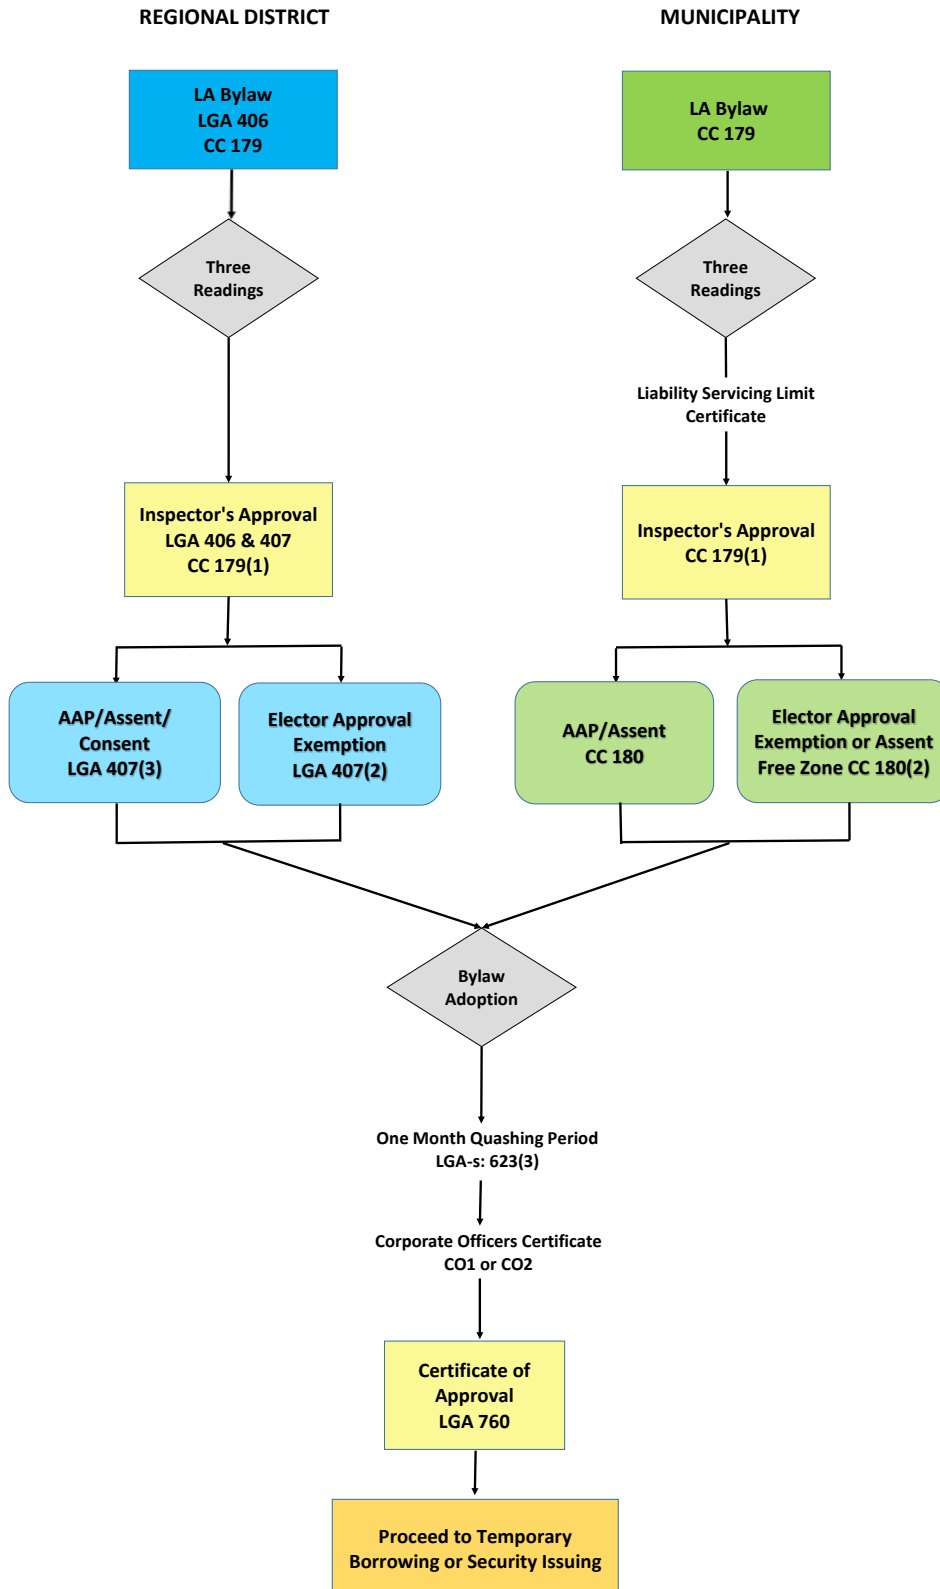 REGIONAL DISTRICT
MUNICIPALITY
LA Bylaw
LGA 406
CC 179
LA Bylaw
CC 179
Three
Readings
Three
Readings
Liability Servicing Limit
Certificate
Inspector's Approval
LGA 406 & 407
CC 179(1)
Inspector's Approval
CC 179(1)
AAP/Assent/
Consent
LGA 407(3)
Elector Approval
Exemption
LGA 407(2)
AAP/Assent
CC 180
Elector Approval
Exemption or Assent
Free Zone CC 180(2)
Bylaw
Adoption
One Month Quashing Period
LGA-s: 623(3)
Corporate Officers Certificate
CO1 or CO2
Certificate of
Approval
LGA 760
Proceed to Temporary
Borrowing or Security Issuing